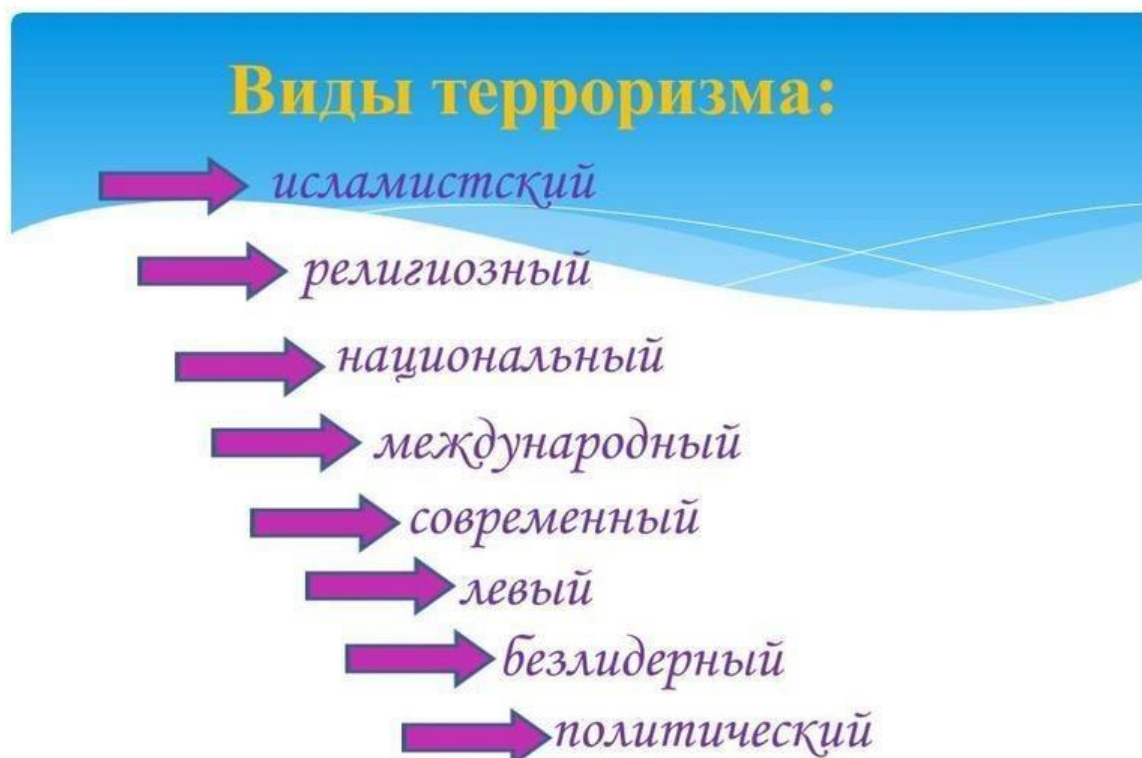 Виды терроризма:
исламистский
религиозный
национальный
международный
современный
левый
безлидерный
политический